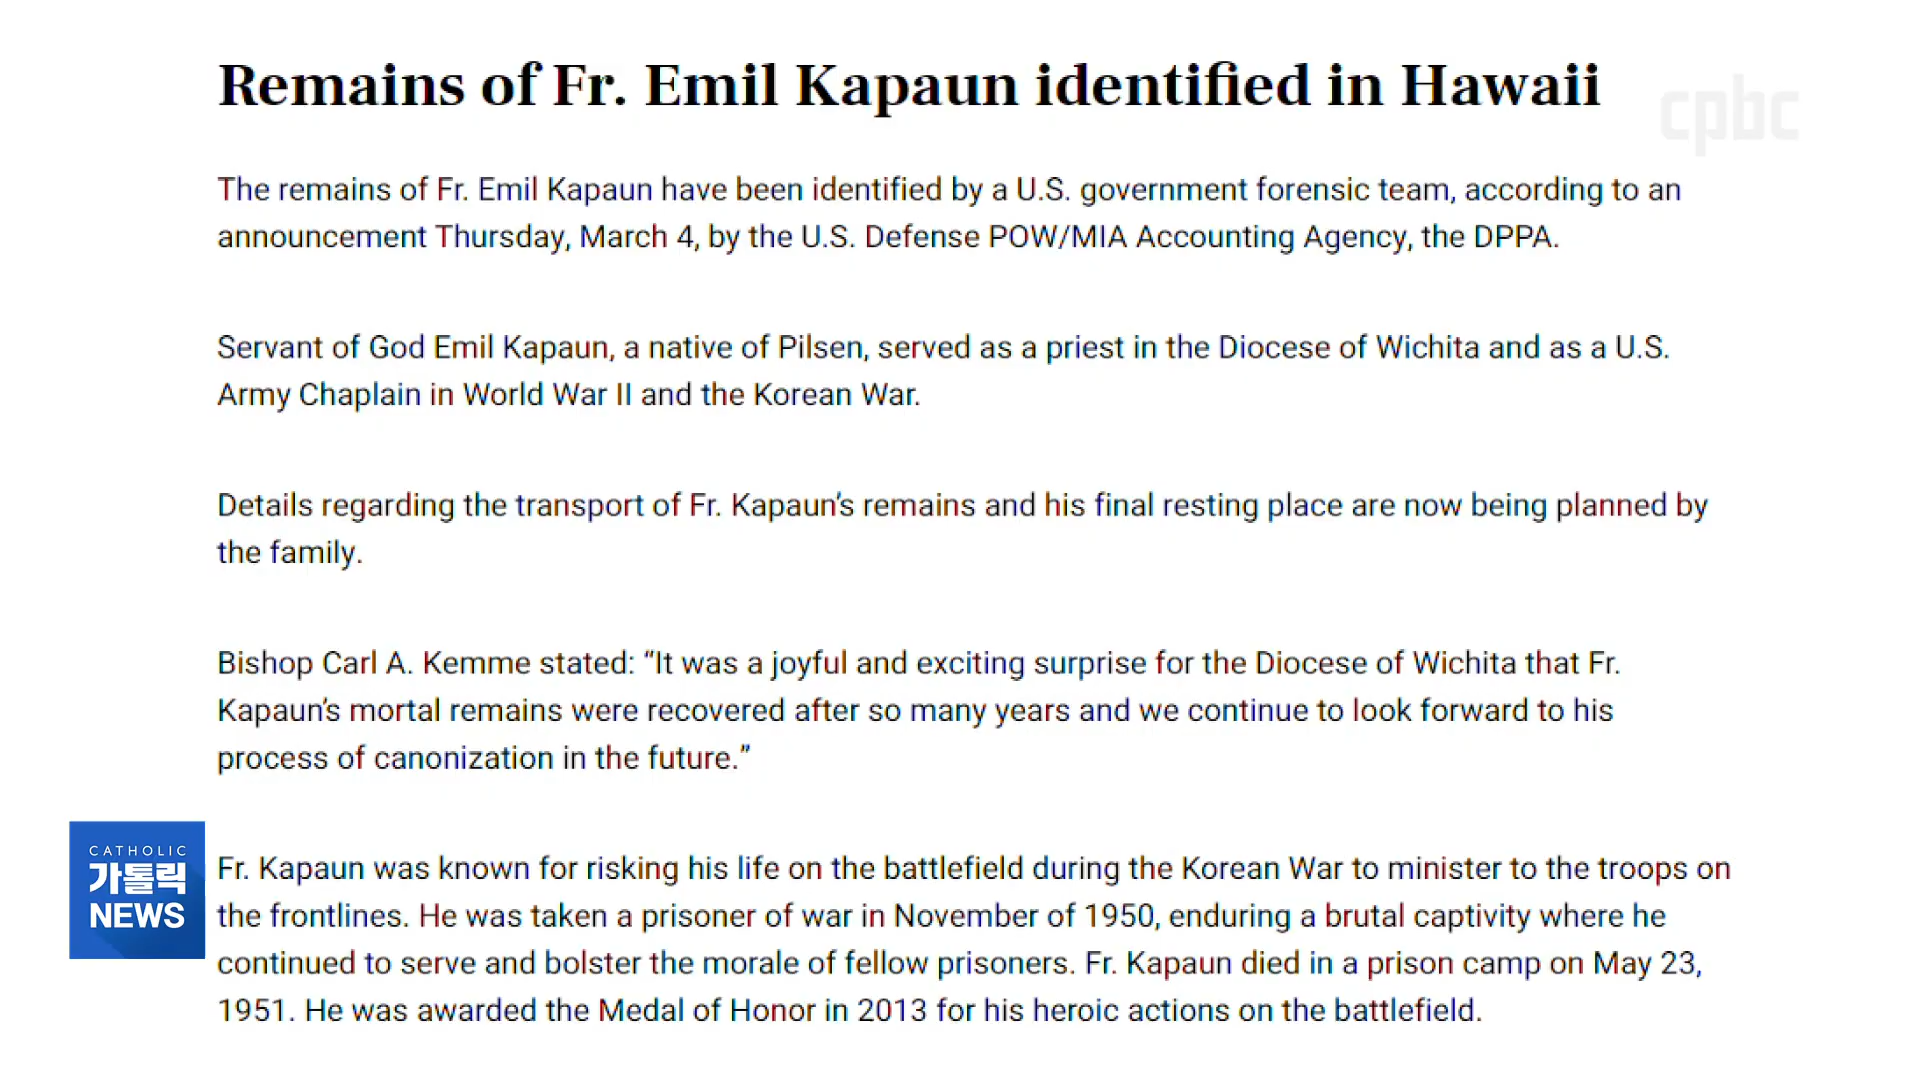 Remains of Fr. Emil Kapaun identified in Hawaii
cpbc
The remains of Fr. Emil Kapaun have been identified by a U.S. government forensic team, according to an
announcement Thursday, March 4, by the U.S. Defense POW/MIA Accounting Agency, the DPPA.
Servant of God Emil Kapaun, a native of Pilsen, served as a priest in the Diocese of Wichita and as a U.S.
Army Chaplain in World War II and the Korean War.
Details regarding the transport of Fr. Kapaun’s remains and his final resting place are now being planned by
the family.
Bishop Carl A. Kemme stated: “It was a joyful and exciting surprise for the Diocese of Wichita that Fr.
Kapaun’s mortal remains were recovered after so many years and we continue to look forward to his
process of canonization in the future.”
CATHOLIC
가톨릭
NEWS
Fr. Kapaun was known for risking his life on the battlefield during the Korean War to minister to the troops on
the frontlines. He was taken a prisoner of war in November of 1950, enduring a brutal captivity where he
continued to serve and bolster the morale of fellow prisoners. Fr. Kapaun died in a prison camp on May 23,
1951. He was awarded the Medal of Honor in 2013 for his heroic actions on the battlefield.